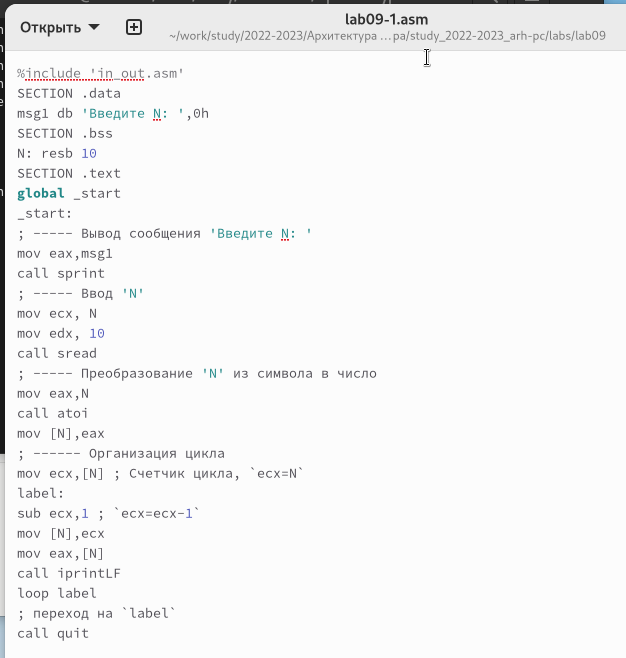 Открыть
lab09-1.asm
~/work/study/2022-2023/Архитектура ...pa/study_2022-2023_arh-pc/labs/lab09
%include 'in_out.asm'
SECTION .data
msg1 db 'Введите N: ',0h
SECTION .bss
N: resb 10
SECTION .text
global _start
_start:
; ----- Вывод сообщения 'Введите N: '
mov eax,msg1
call sprint
; ----- Ввод 'N'
mov ecx, N
mov edx, 10
call sread
; ----- Преобразование 'N' из символа в число
mov eax,N
call atoi
mov [N],eax
; ------ Организация цикла
mov ecx,[N] ; Счетчик цикла, `ecx=N`
label:
sub ecx,1 ; `ecx=ecx-1`
mov [N],ecx
mov eax,[N]
call iprintLF
loop label
; переход на `label`
call quit